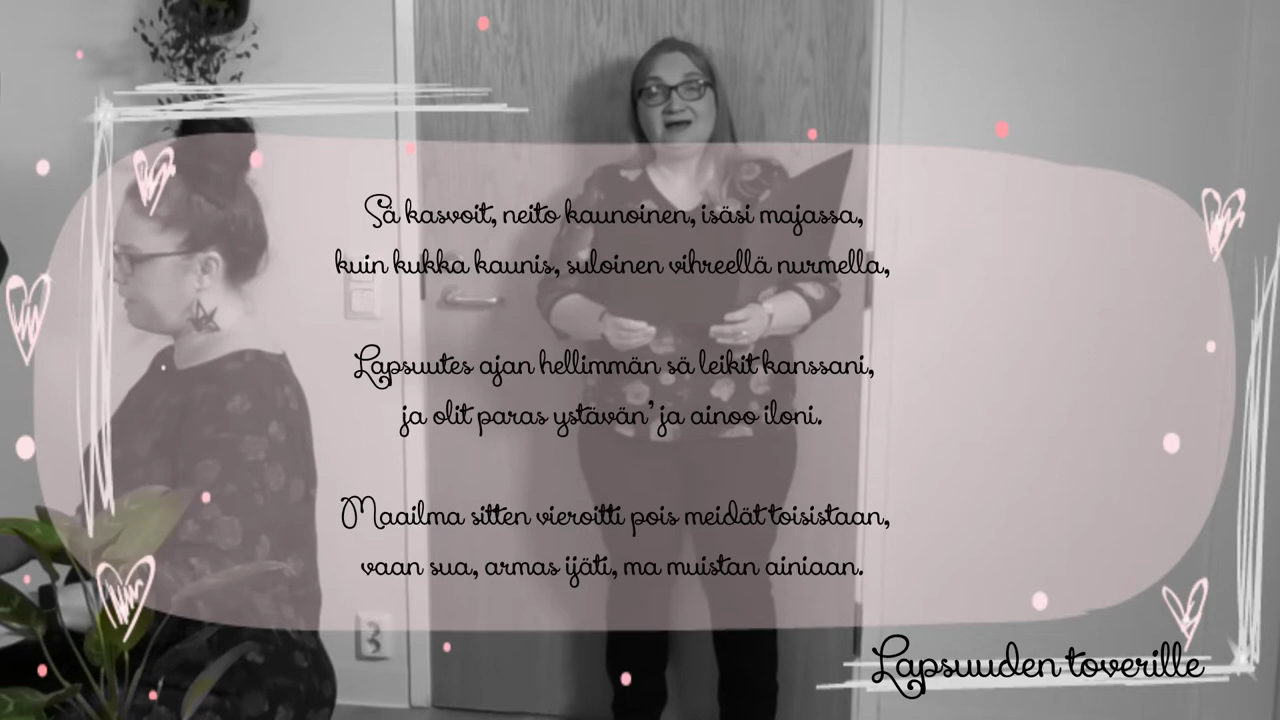 Sä kasvoit, neito kaunoinen, isäsi majassa,
kuin kukka kaunis, suloinen vihreellä nurmella,
Lapsuutes ajan hellimmän sä leikit kanssani,
ja olit paras ystävän' ja ainoo iloni.
Maailma sitten vieroitti pois meidät toisistaan,
vaan sua, armas ijäti, ma muistan ainiaan.
Lapsuuden toverille